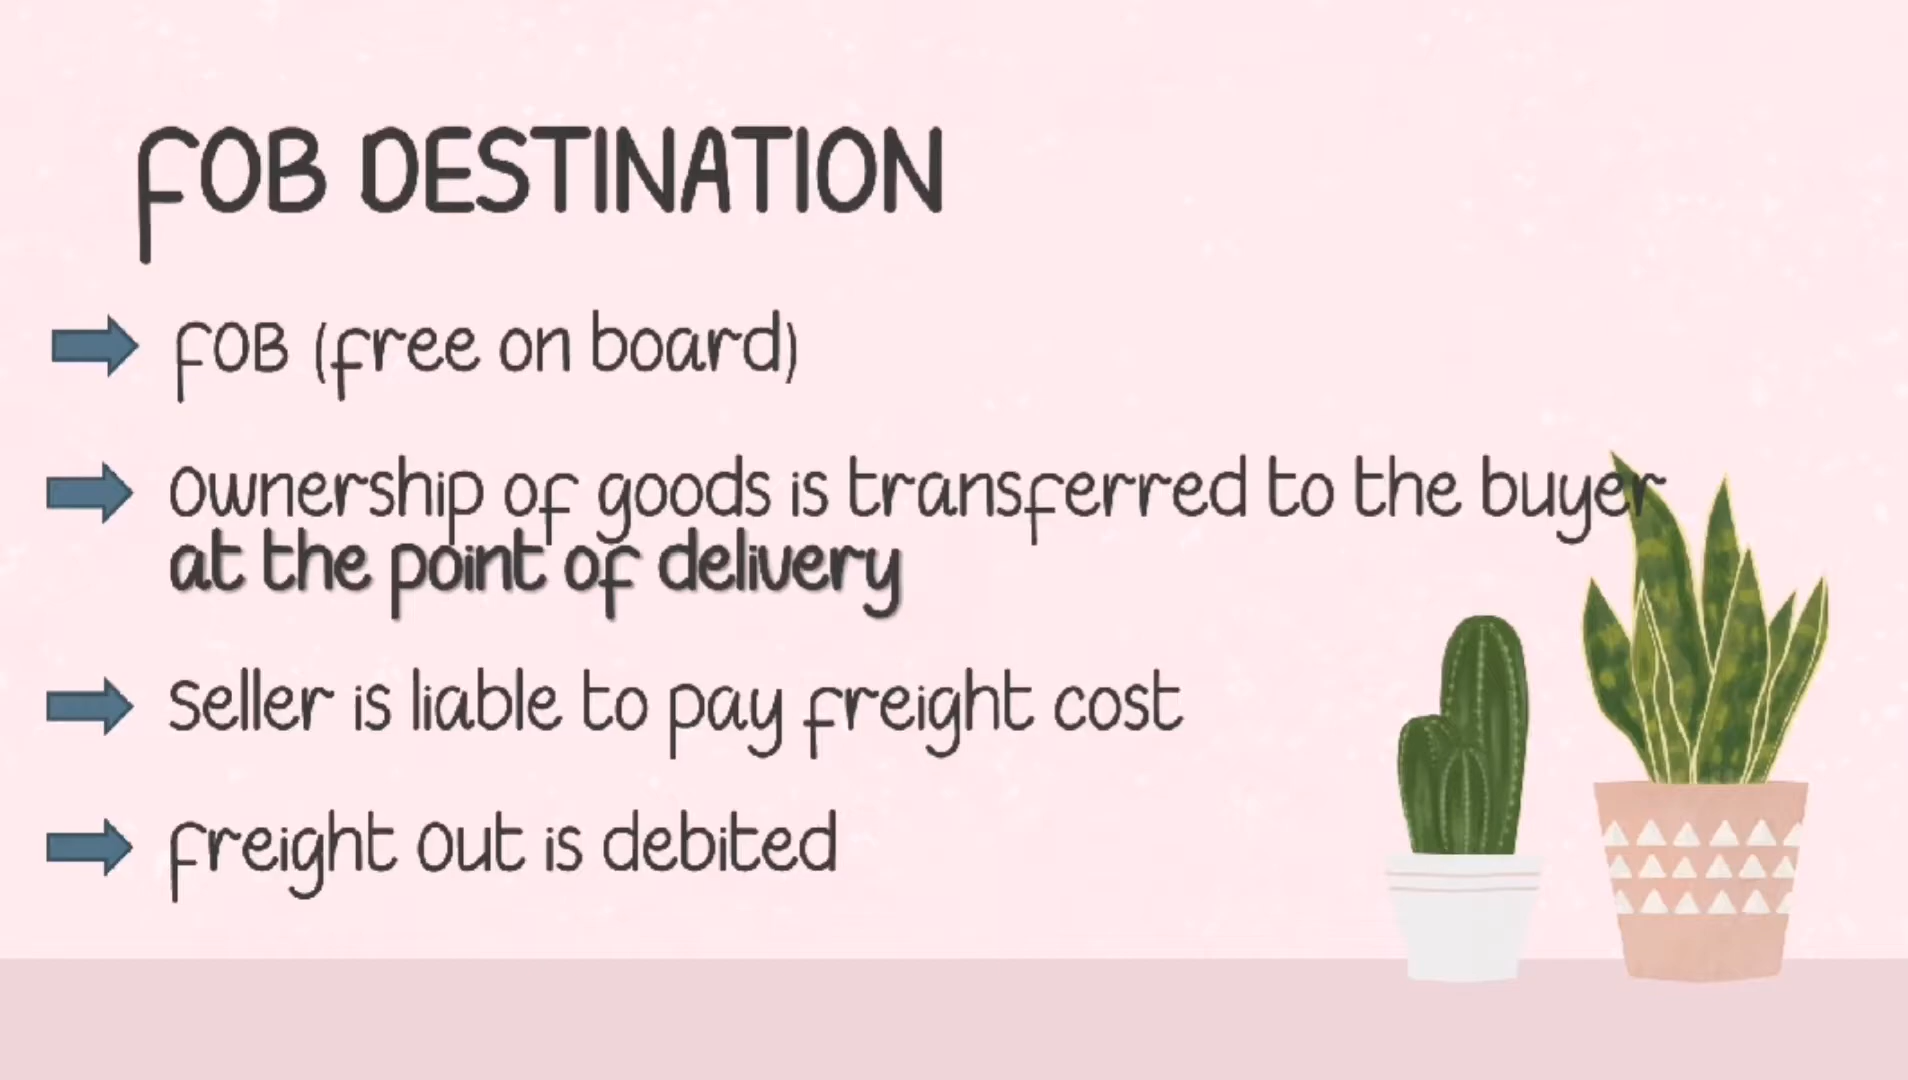 FOB DESTINATION
FOB (free on board)
Ownership of goods is transferred to the buyer
at the point of delivery
Seller is liable to pay freight cost
Freight Out is debited